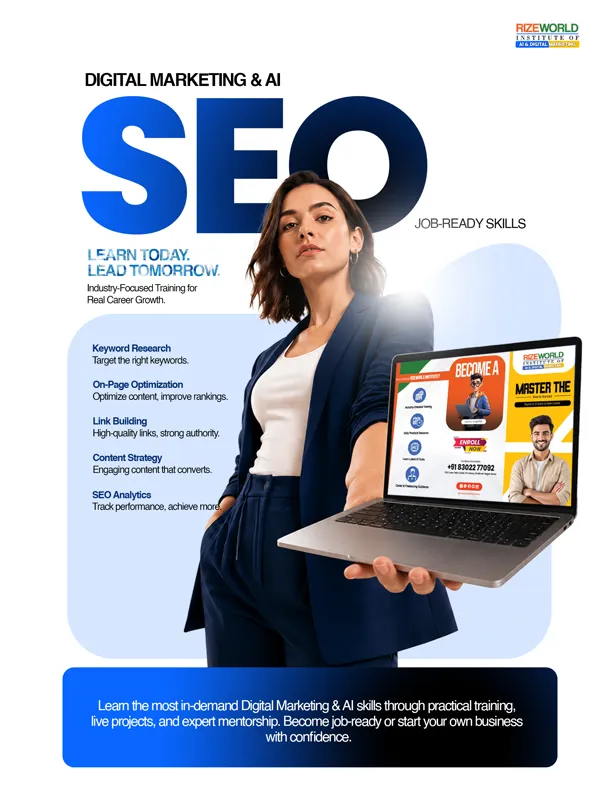 RIZEWORLD
INSTITUTE OF
AI & DIGITAL MARKETING
DIGITAL MARKETING & AI
SEO
JOB-READY SKILLS
LEARN TODAY.
LEAD TOMORROW.
Industry-Focused Training for
Real Career Growth.
Keyword Research
Target the right keywords.
On-Page Optimization
Optimize content, improve rankings.
Link Building
High-quality links, strong authority.
Content Strategy
Engaging content that converts.
SEO Analytics
Track performance, achieve more.
BECOME A
ENROLL
NOW
+91 83022 77092
RIZEWORLD
INSTITUTE OF
MASTER THE
Learn the most in-demand Digital Marketing & AI skills through practical training,
live projects, and expert mentorship. Become job-ready or start your own business
with confidence.